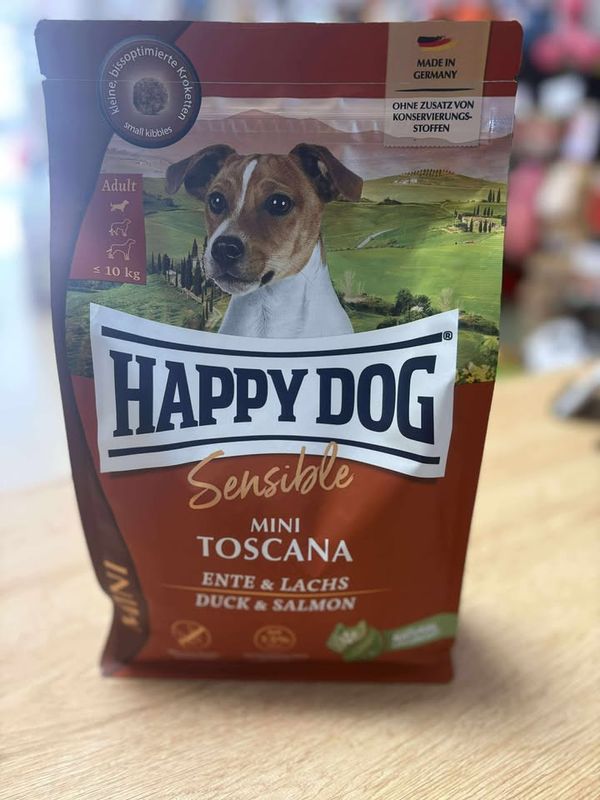 kleine, bissoptimierte Kroketten
small kibbles
MADE IN
GERMANY
OHNE ZUSATZ VON
KONSERVIERUNGS-
STOFFEN
Adult
≤ 10 kg
HAPPY DOG®
Sensible
MINI
TOSCANA
ENTE & LACHS
DUCK & SALMON
MINI
NATURAL